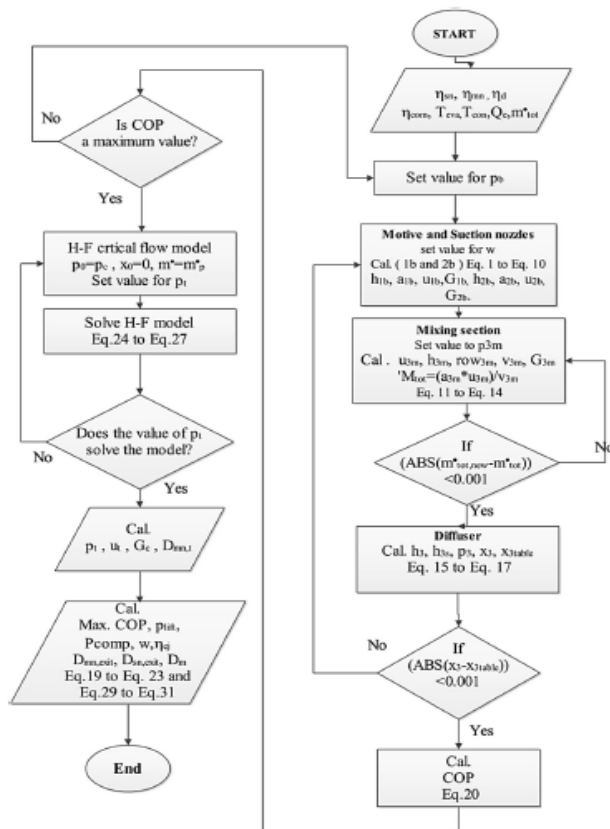 START
ηsn, ηmn, ηd
ηcom, Teva,Tcon,Qc,m•tot
Set value for pb
Motive and Suction nozzles
set value for w
Cal. ( 1b and 2b ) Eq. 1 to Eq. 10
h1b, a1b, u1b,G1b, h2b, a2b, u2b,
G2b.
Mixing section
Set value to p3m
Cal . u3m, h3m, row3m, v3m, G3m
'Mtot=(a3m*u3m)/v3m
Eq. 11 to Eq. 14
If
(ABS(m•tot,new-m•tot))
<0.001
No
Yes
Diffuser
Cal. h3, h3s, p3, x3, x3table
Eq. 15 to Eq. 17
If
(ABS(x3-x3table))
<0.001
No
Yes
Cal.
COP
Eq.20
Is COP
a maximum value?
No
Yes
H-F crtical flow model
p0=pc , x0=0, m•=m•p
Set value for pt
Solve H-F model
Eq.24 to Eq.27
Does the value of pt
solve the model?
No
Yes
Cal.
pt , ut , Gc , Dmn,t
Cal.
Max. COP, plift,
Pcomp, w,ηej
Dmn,exit, Dsn,exit, Dm
Eq.19 to Eq. 23 and
Eq.29 to Eq.31
End